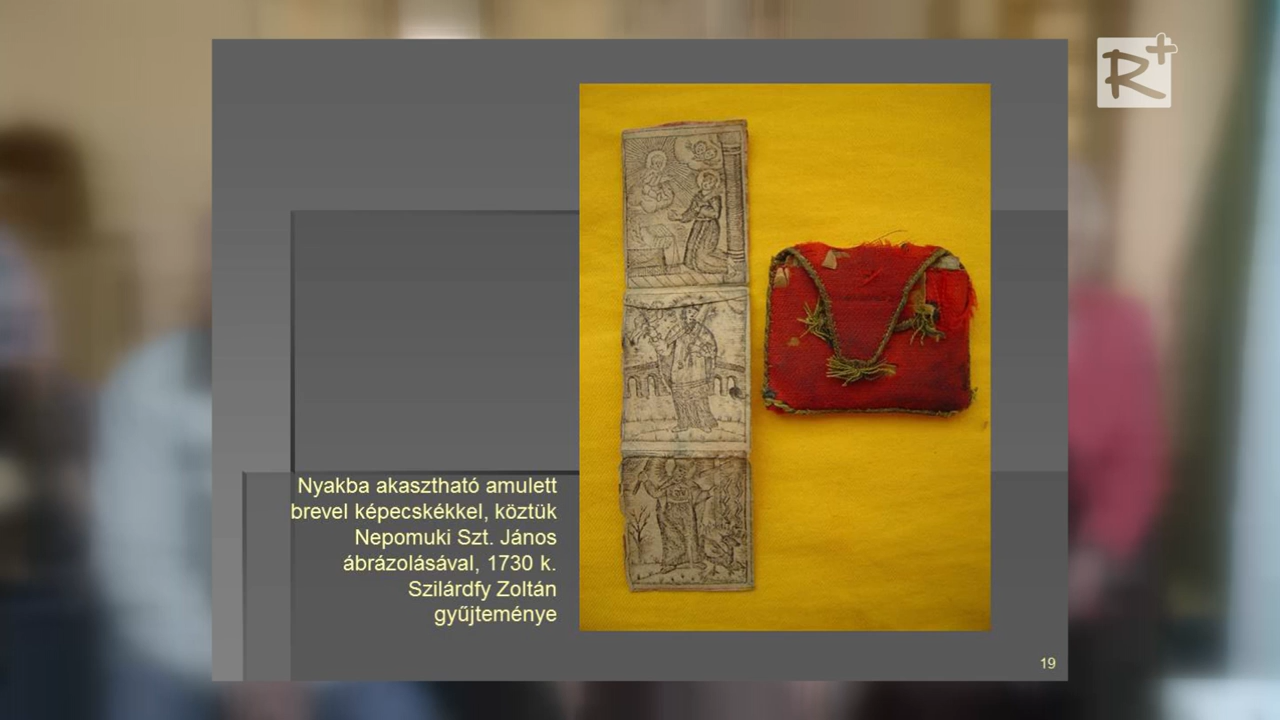 R+
Nyakba akasztható amulett
brevel képecskékkel, köztük
Nepomuki Szt. János
ábrázolásával, 1730 k.
Szilárdfy Zoltán
gyűjteménye
19